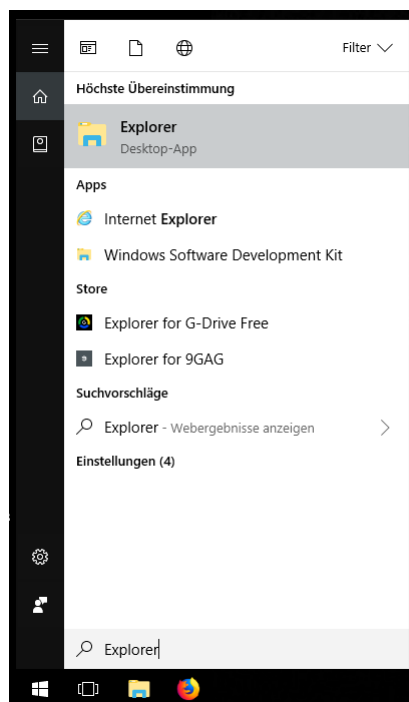 Filter
Höchste Übereinstimmung
Explorer
Desktop-App
Apps
Internet Explorer
Windows Software Development Kit
Store
Explorer for G-Drive Free
Explorer for 9GAG
Suchvorschläge
Explorer - Webergebnisse anzeigen
Einstellungen (4)
Explorer